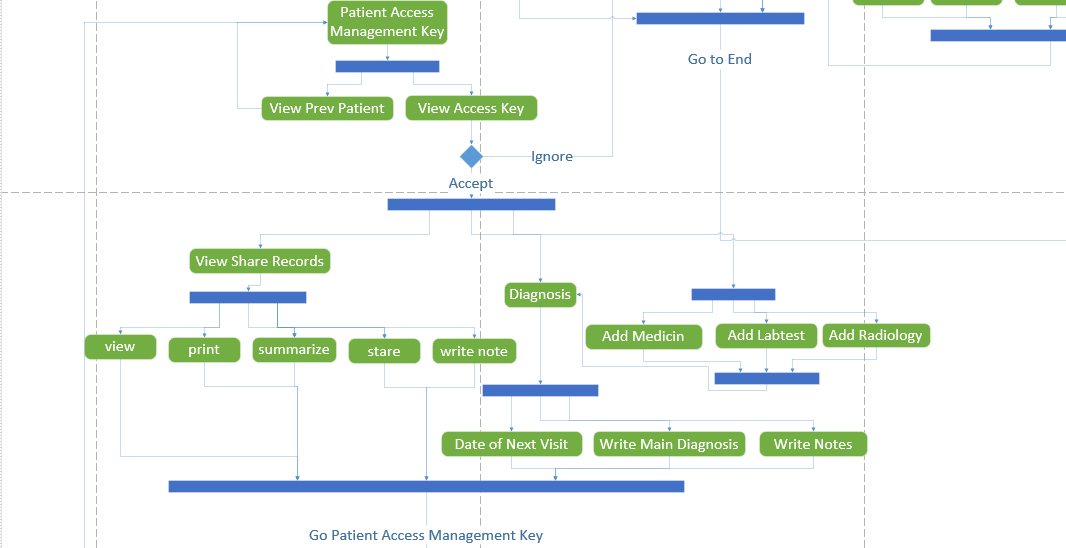 Patient Access
Management Key
Go to End
View Prev Patient
View Access Key
Ignore
Accept
View Share Records
Diagnosis
view
print
summarize
stare
write note
Add Medicin
Add Labtest
Add Radiology
Date of Next Visit
Write Main Diagnosis
Write Notes
Go Patient Access Management Key